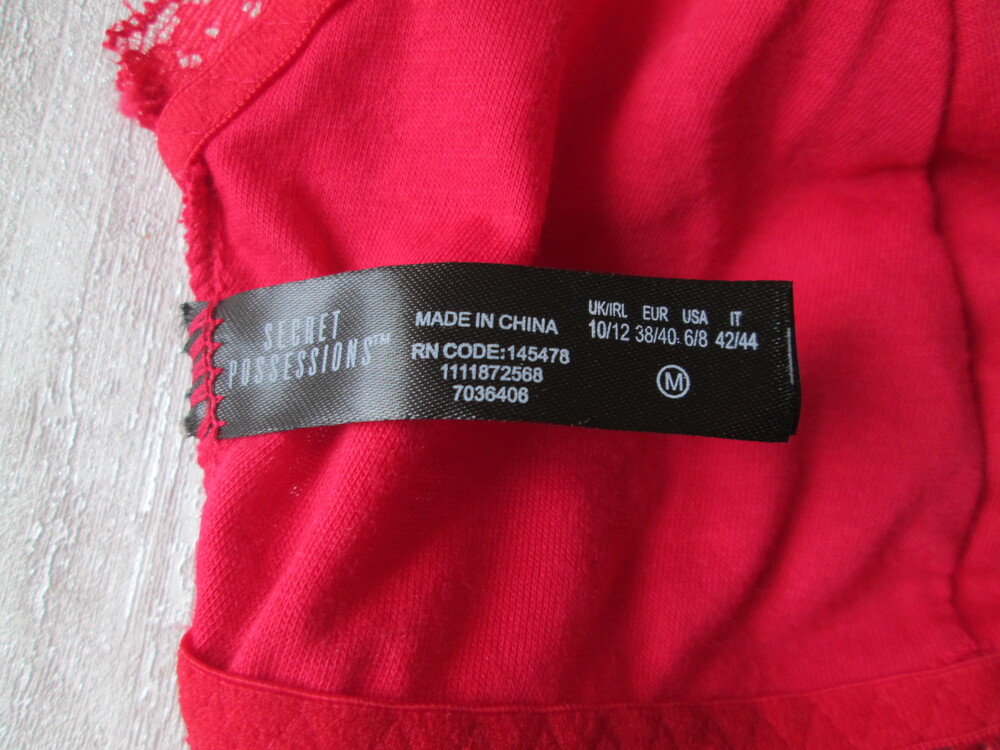 SECRET
POSSESSIONS™
MADE IN CHINA
RN CODE:145478
1111872568
7036406
UK/IRL EUR USA IT
10/12 38/40 6/8 42/44
M